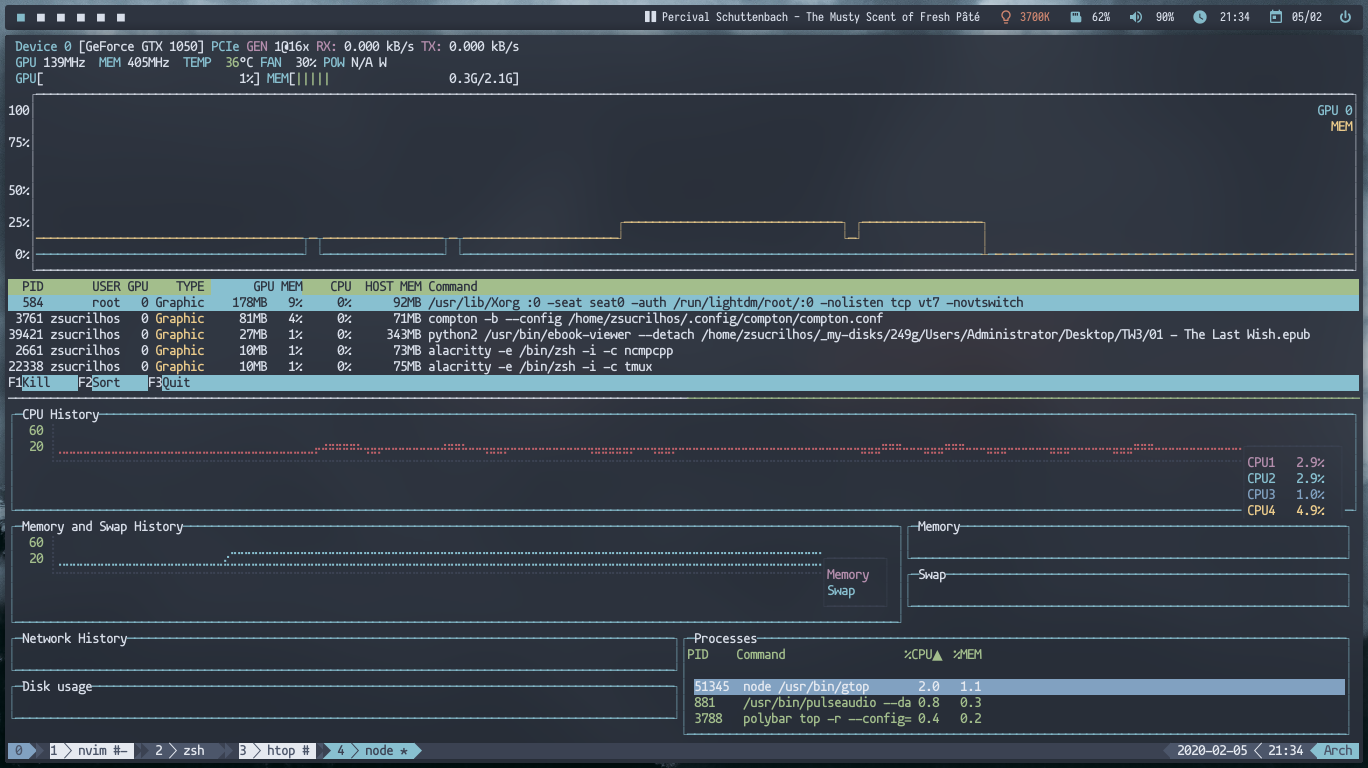 Percival Schuttenbach - The Musty Scent of Fresh Pâté 3700K 62% 90% 21:34 05/02
Device 0 [GeForce GTX 1050] PCIe GEN 1@16x RX: 0.000 kB/s TX: 0.000 kB/s
GPU 139MHz MEM 405MHz TEMP 36°C FAN 30% POW N/A W
GPU[ 1%] MEM[||||| 0.3G/2.1G]
100
GPU 0
MEM
75%
50%
25%
0%
PID USER GPU TYPE GPU MEM CPU HOST MEM Command
584 root 0 Graphic 178MB 9% 0% 92MB /usr/lib/Xorg :0 -seat seat0 -auth /run/lightdm/root/:0 -nolisten tcp vt7 -novtswitch
3761 zsucrilhos 0 Graphic 81MB 4% 0% 71MB compton -b --config /home/zsucrilhos/.config/compton/compton.conf
39421 zsucrilhos 0 Graphic 27MB 1% 0% 343MB python2 /usr/bin/ebook-viewer --detach /home/zsucrilhos/_my-disks/249g/Users/Administrator/Desktop/TW3/01 - The Last Wish.epub
2661 zsucrilhos 0 Graphic 10MB 1% 0% 73MB alacritty -e /bin/zsh -i -c ncmpcpp
22338 zsucrilhos 0 Graphic 10MB 1% 0% 75MB alacritty -e /bin/zsh -i -c tmux
F1Kill F2Sort F3Quit
CPU History
60
20
CPU1 2.9%
CPU2 2.9%
CPU3 1.0%
CPU4 4.9%
Memory and Swap History
60
20
Memory
Swap
Memory
Swap
Network History
Disk usage
Processes
PID Command %CPU▲ %MEM
51345 node /usr/bin/gtop 2.0 1.1
881 /usr/bin/pulseaudio --da 0.8 0.3
3788 polybar top -r --config= 0.4 0.2
0 1 nvim #- 2 zsh 3 htop # 4 node * 2020-02-05 21:34 Arch